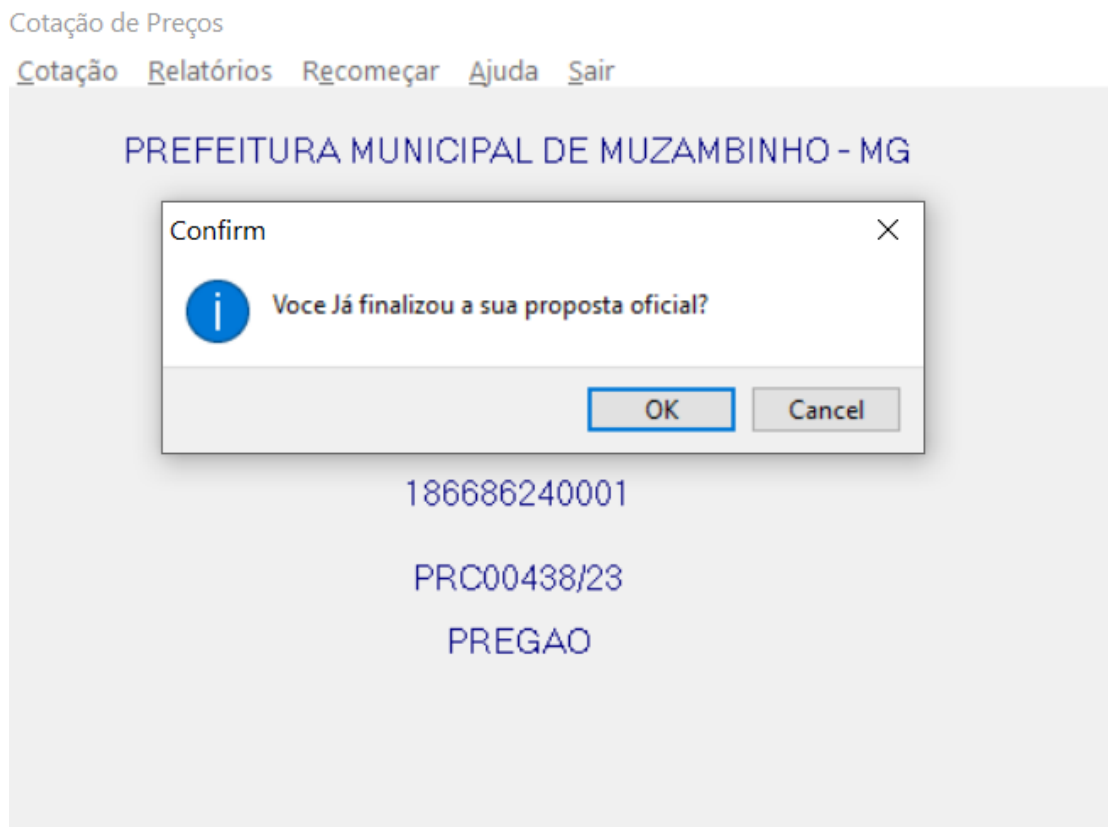 Cotação de Preços
Cotação Relatórios Recomeçar Ajuda Sair
PREFEITURA MUNICIPAL DE MUZAMBINHO - MG
Confirm
Voce Já finalizou a sua proposta oficial?
OK Cancel
186686240001
PRC00438/23
PREGAO